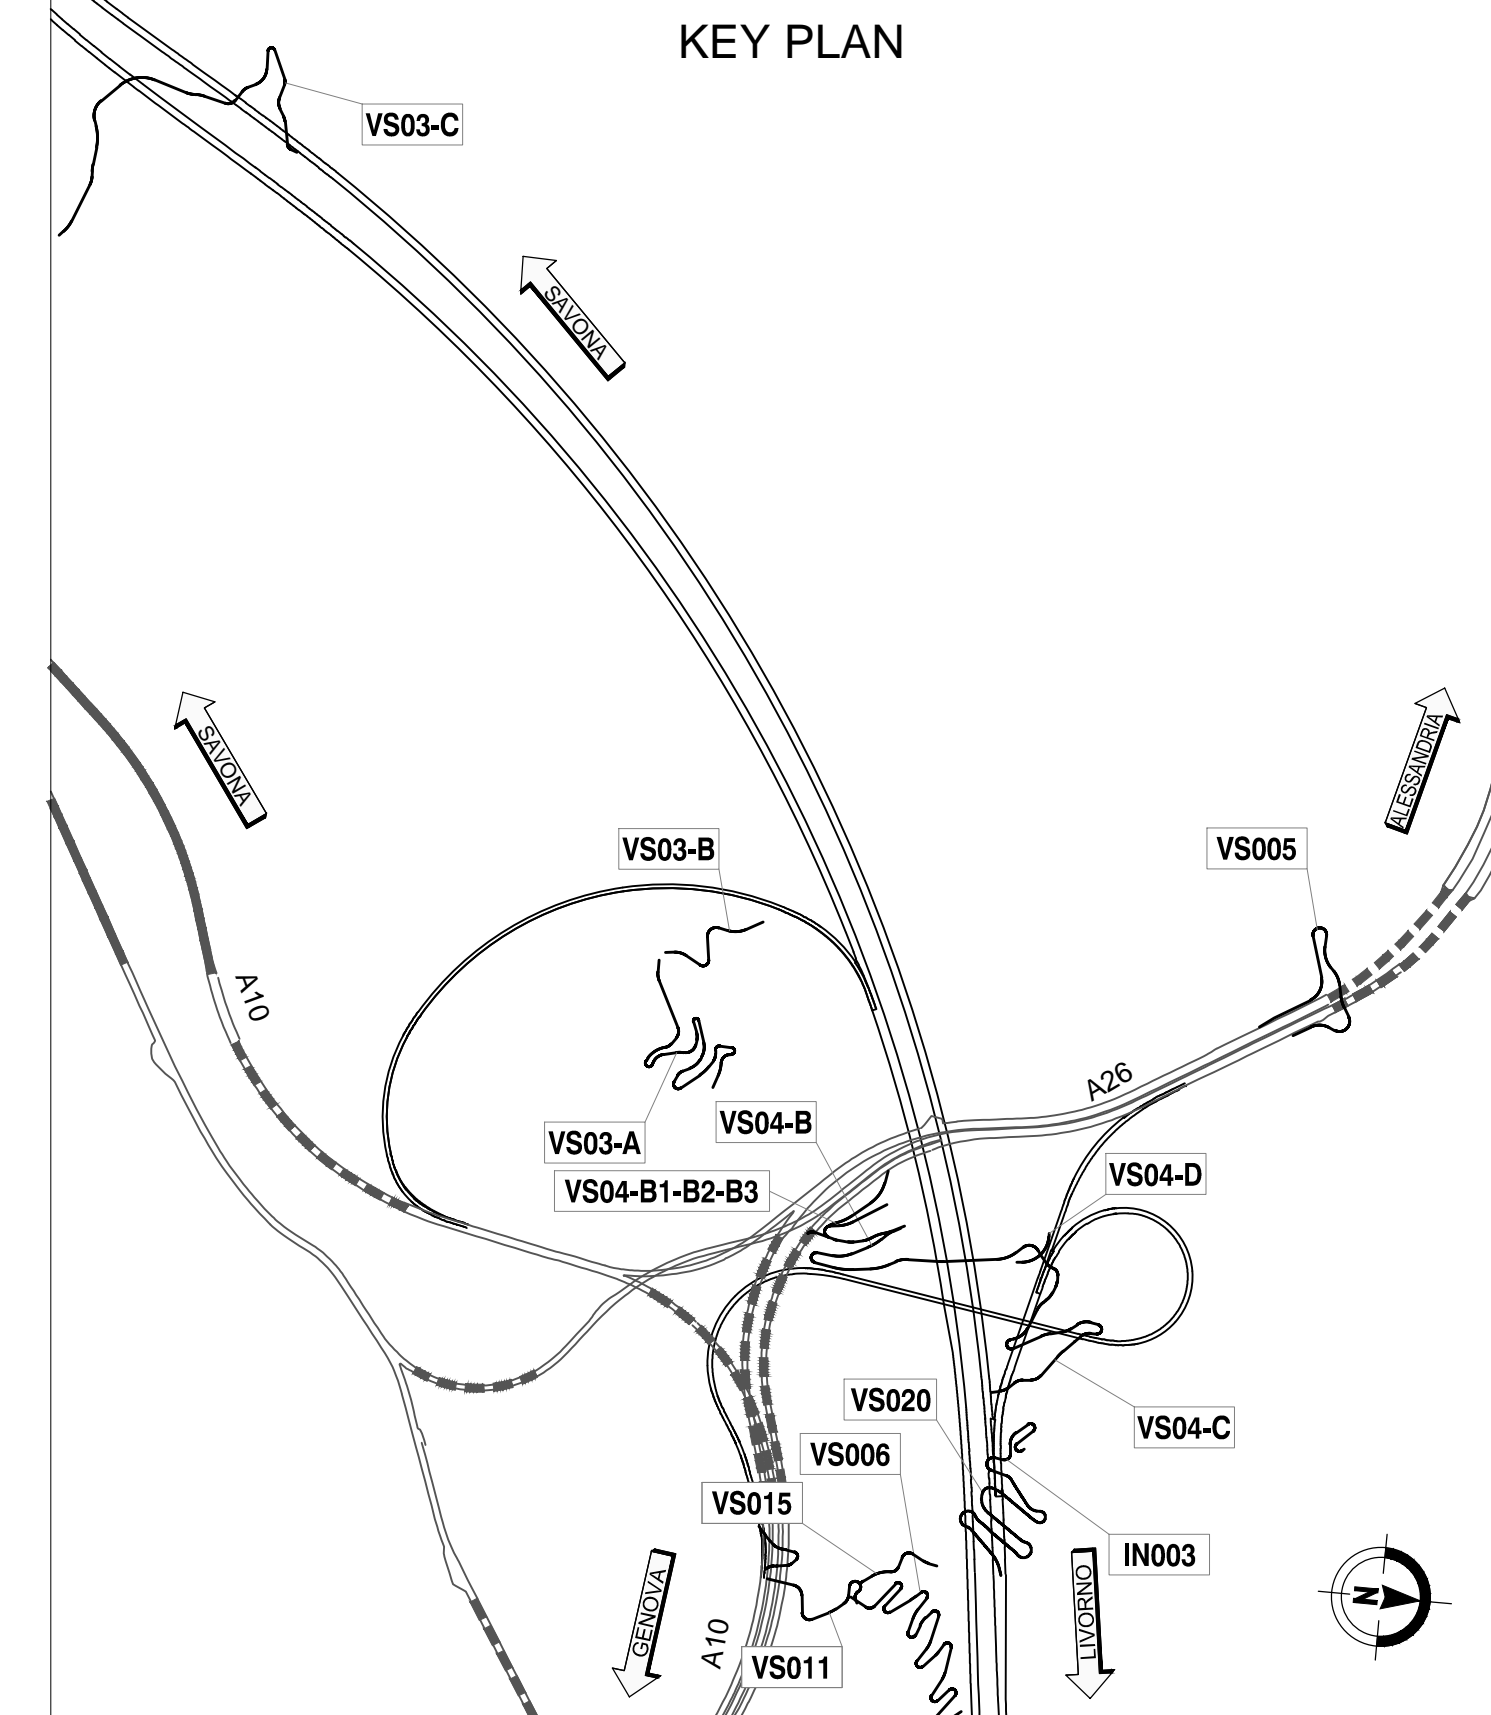 KEY PLAN
VS03-C
SAVONA
SAVONA
ALESSANDRIA
VS03-B
VS005
A10
A26
VS04-B
VS03-A
VS04-D
VS04-B1-B2-B3
VS020
VS04-C
VS006
VS015
IN003
GENOVA
LIVORNO
N
A10
VS011